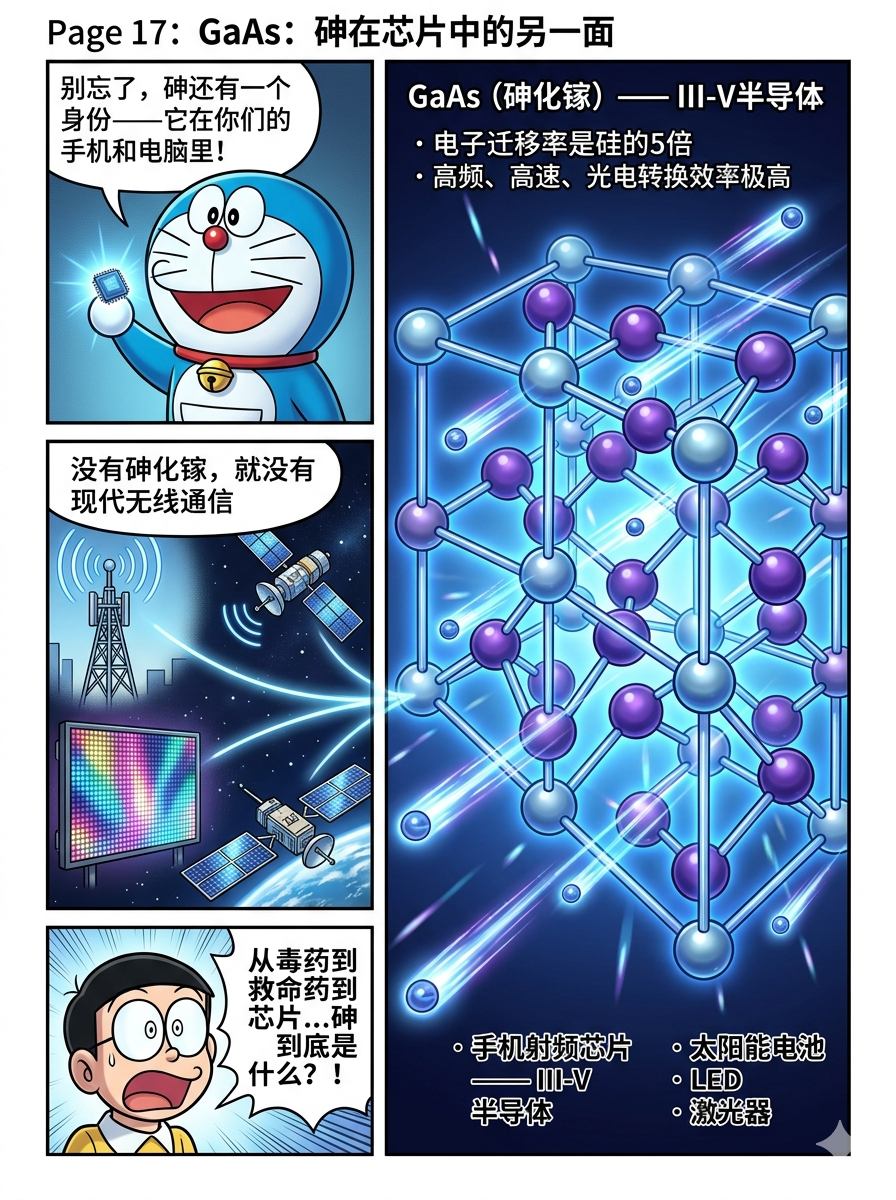 Page 17：GaAs：砷在芯片中的另一面
别忘了，砷还有一个
身份——它在你们的
手机和电脑里！
GaAs（砷化镓）—— III-V半导体
·电子迁移率是硅的5倍
·高频、高速、光电转换效率极高
没有砷化镓，就没有
现代无线通信
从毒药到
救命药到
芯片...砷
到底是
什么？！
·手机射频芯片
—— III-V
半导体
·太阳能电池
·LED
·激光器